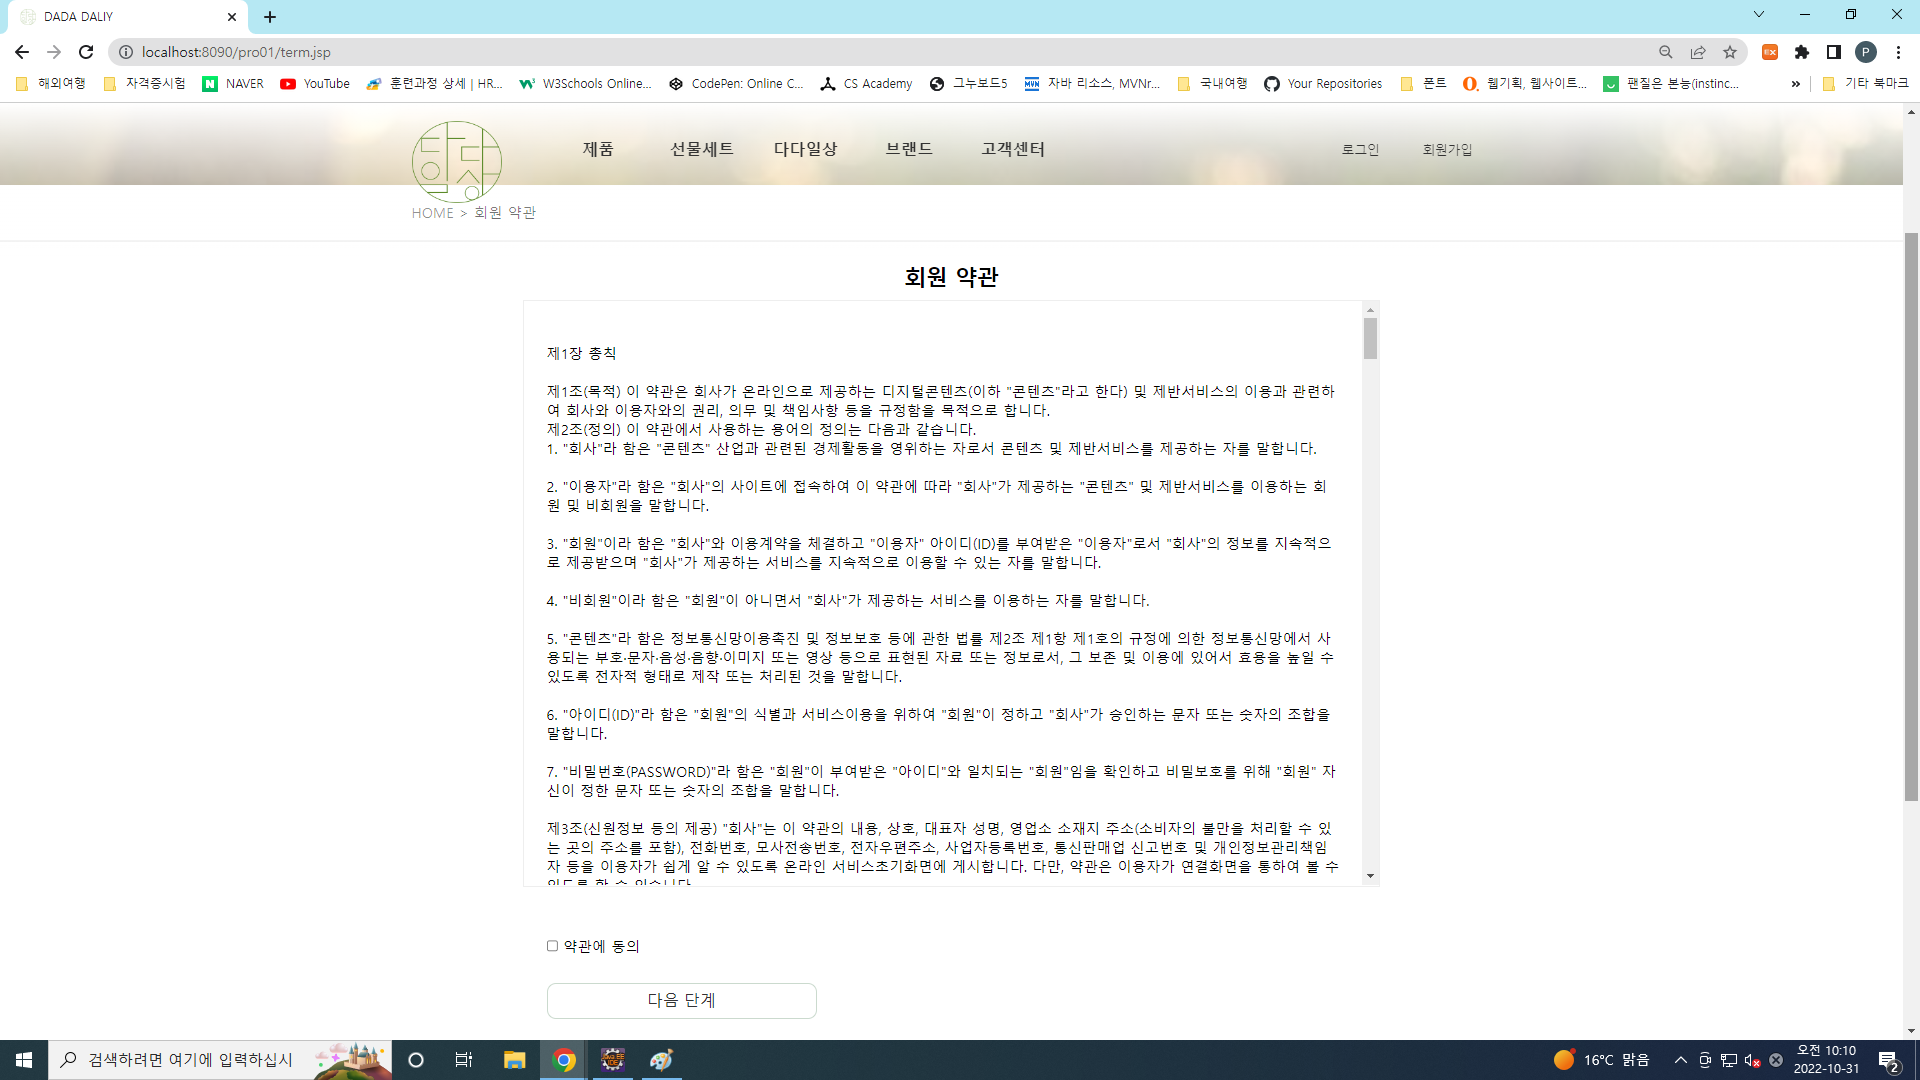 DADA DALIY
localhost:8090/pro01/term.jsp
EX
P
해외여행
자격증시험
N NAVER
YouTube
훈련과정 상세 | HR...
W3Schools Online...
CodePen: Online C...
CS Academy
그누보드5
MVN 자바 리소스, MVNr...
국내여행
Your Repositories
폰트
웹기획, 웹사이트...
팬질은 본능(instinc...
»
기타 북마크
제품
선물세트
다다일상
브랜드
고객센터
로그인
회원가입
HOME > 회원 약관
회원 약관
제1장 총칙
제1조(목적) 이 약관은 회사가 온라인으로 제공하는 디지털콘텐츠(이하 "콘텐츠"라고 한다) 및 제반서비스의 이용과 관련하
여 회사와 이용자와의 권리, 의무 및 책임사항 등을 규정함을 목적으로 합니다.
제2조(정의) 이 약관에서 사용하는 용어의 정의는 다음과 같습니다.
1. "회사"라 함은 "콘텐츠" 산업과 관련된 경제활동을 영위하는 자로서 콘텐츠 및 제반서비스를 제공하는 자를 말합니다.
2. "이용자"라 함은 "회사"의 사이트에 접속하여 이 약관에 따라 "회사"가 제공하는 "콘텐츠" 및 제반서비스를 이용하는 회
원 및 비회원을 말합니다.
3. "회원"이라 함은 "회사"와 이용계약을 체결하고 "이용자" 아이디(ID)를 부여받은 "이용자"로서 "회사"의 정보를 지속적으
로 제공받으며 "회사"가 제공하는 서비스를 지속적으로 이용할 수 있는 자를 말합니다.
4. "비회원"이라 함은 "회원"이 아니면서 "회사"가 제공하는 서비스를 이용하는 자를 말합니다.
5. "콘텐츠"라 함은 정보통신망이용촉진 및 정보보호 등에 관한 법률 제2조 제1항 제1호의 규정에 의한 정보통신망에서 사
용되는 부호·문자·음성·음향·이미지 또는 영상 등으로 표현된 자료 또는 정보로서, 그 보존 및 이용에 있어서 효용을 높일 수
있도록 전자적 형태로 제작 또는 처리된 것을 말합니다.
6. "아이디(ID)"라 함은 "회원"의 식별과 서비스이용을 위하여 "회원"이 정하고 "회사"가 승인하는 문자 또는 숫자의 조합을
말합니다.
7. "비밀번호(PASSWORD)"라 함은 "회원"이 부여받은 "아이디"와 일치되는 "회원"임을 확인하고 비밀보호를 위해 "회원" 자
신이 정한 문자 또는 숫자의 조합을 말합니다.
제3조(신원정보 등의 제공) "회사"는 이 약관의 내용, 상호, 대표자 성명, 영업소 소재지 주소(소비자의 불만을 처리할 수 있
는 곳의 주소를 포함), 전화번호, 모사전송번호, 전자우편주소, 사업자등록번호, 통신판매업 신고번호 및 개인정보관리책임
자 등을 이용자가 쉽게 알 수 있도록 온라인 서비스초기화면에 게시합니다. 다만, 약관은 이용자가 연결화면을 통하여 볼 수
있도록 할 수 있습니다
약관에 동의
다음 단계
검색하려면 여기에 입력하십시
16°C 맑음
오전 10:10
2022-10-31
2